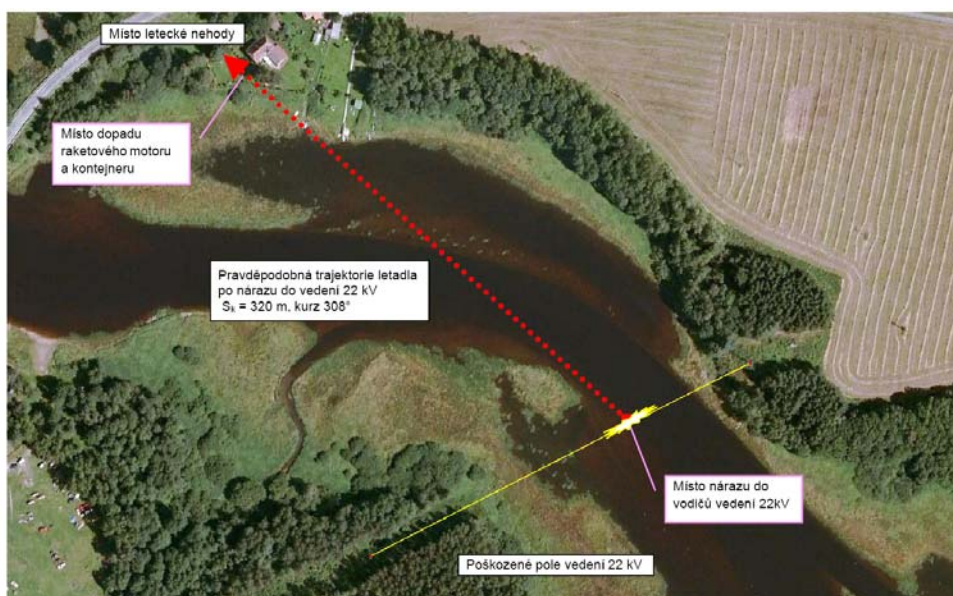 Místo letecké nehody
Místo dopadu
raketového motoru
a kontejneru
Pravděpodobná trajektorie letadla
po nárazu do vedení 22 kV
Sk = 320 m, kurz 308°
Místo nárazu do
vodičů vedení 22kV
Poškozené pole vedení 22 kV